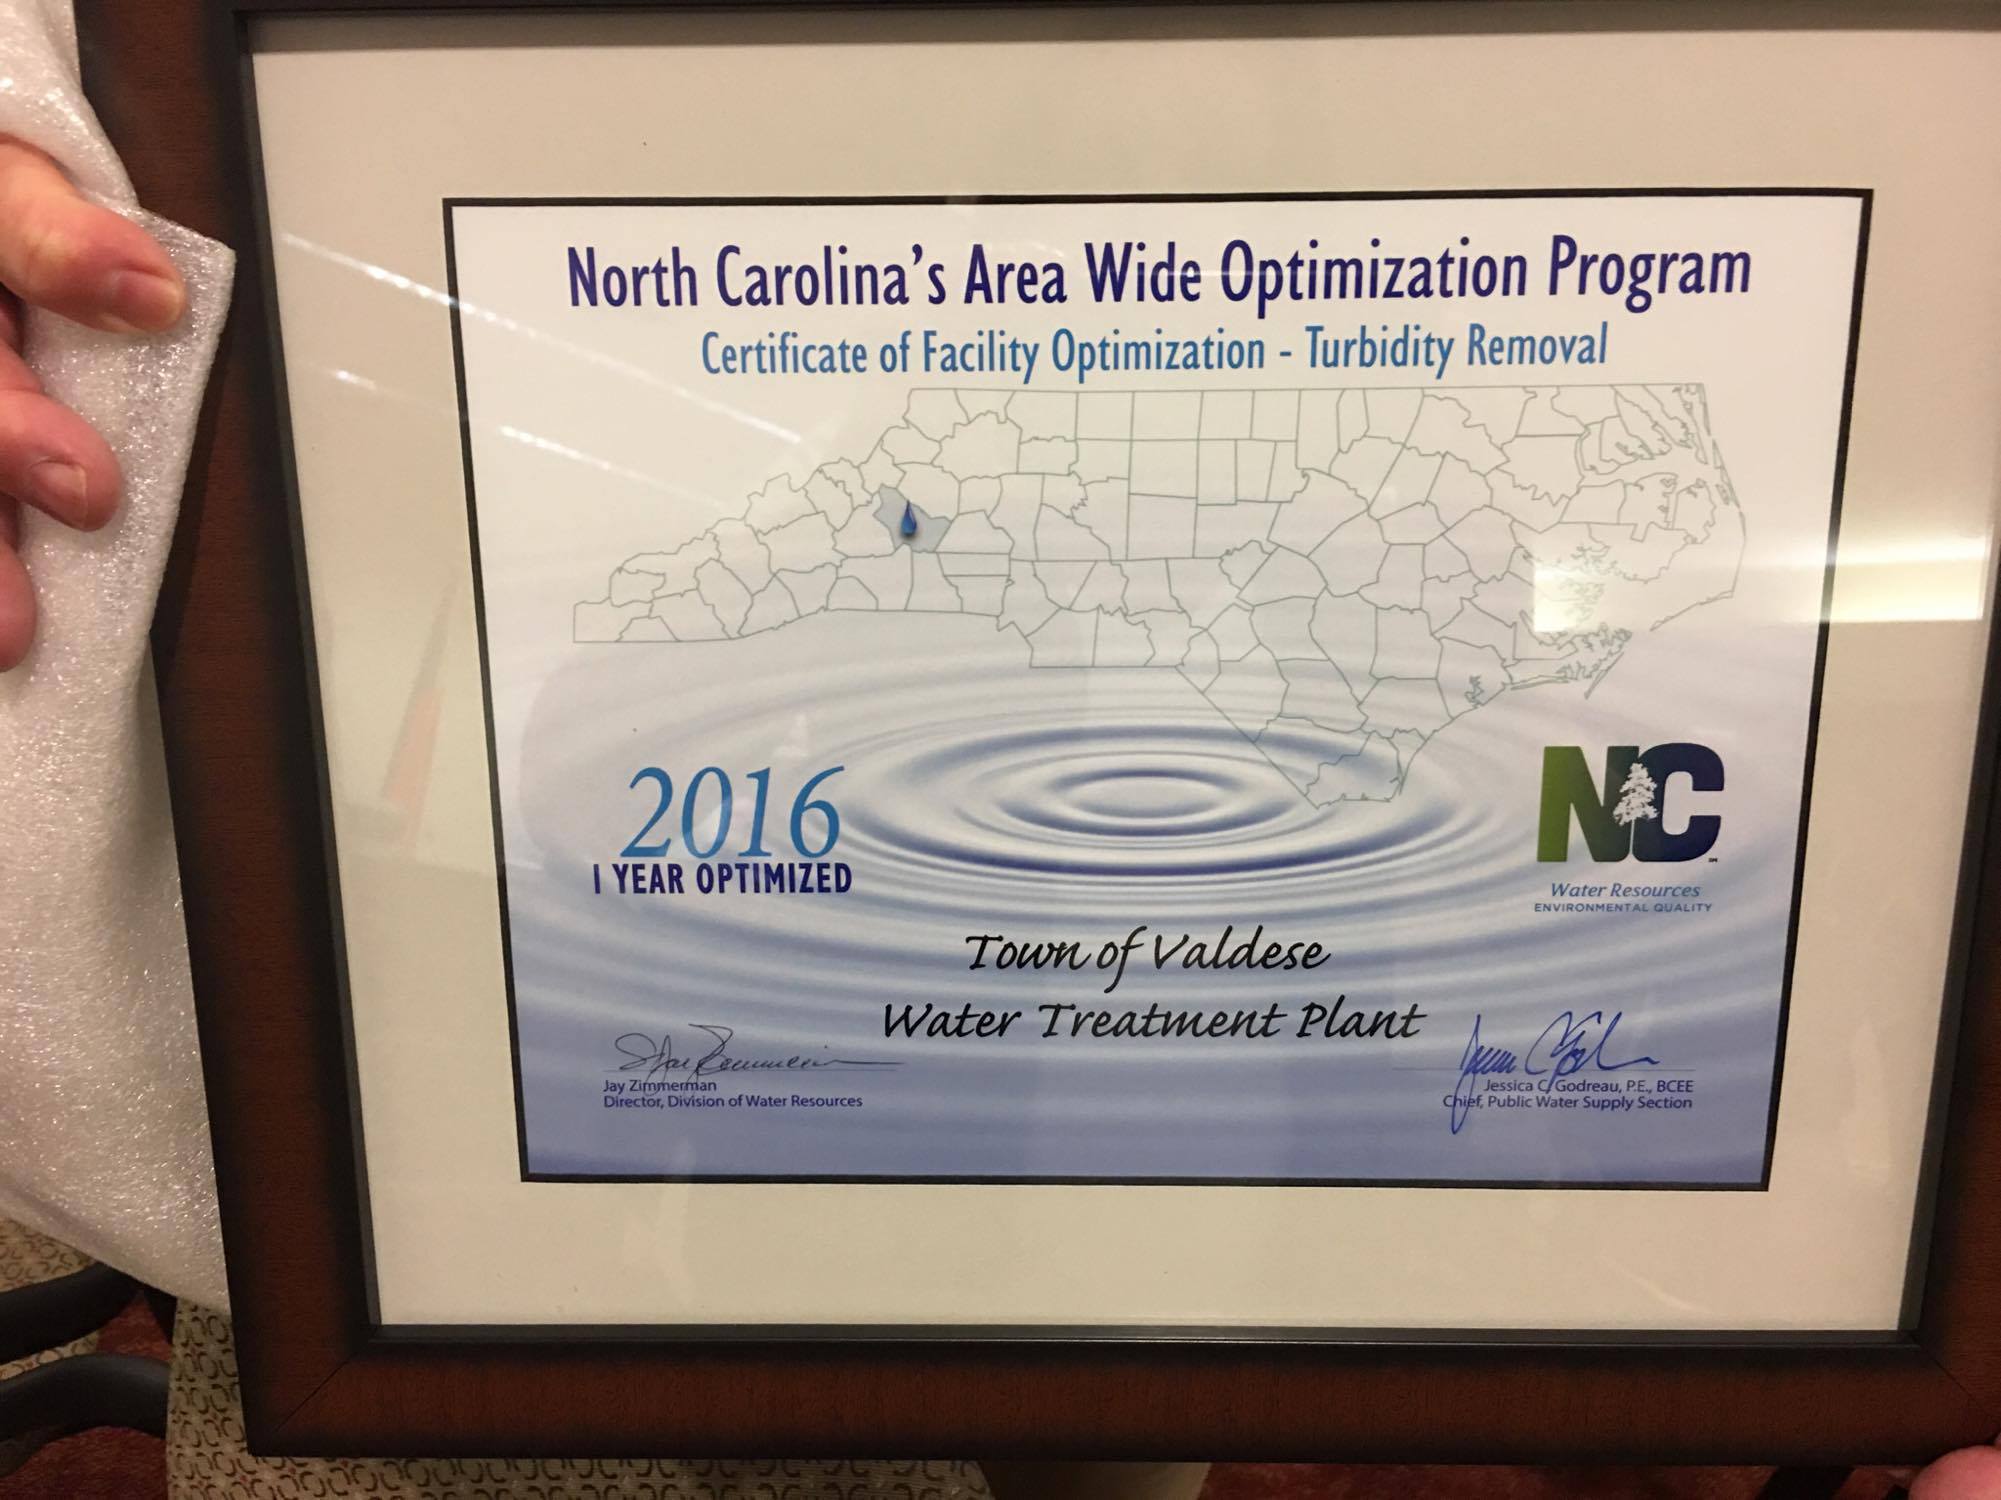 North Carolina's Area Wide Optimization Program
Certificate of Facility Optimization - Turbidity Removal
2016
1 YEAR OPTIMIZED
NC
SM
Water Resources
ENVIRONMENTAL QUALITY
Town of Valdese
Water Treatment Plant
Jay Zimmerman
Director, Division of Water Resources
Jessica C. Godreau, P.E., BCEE
Chief, Public Water Supply Section